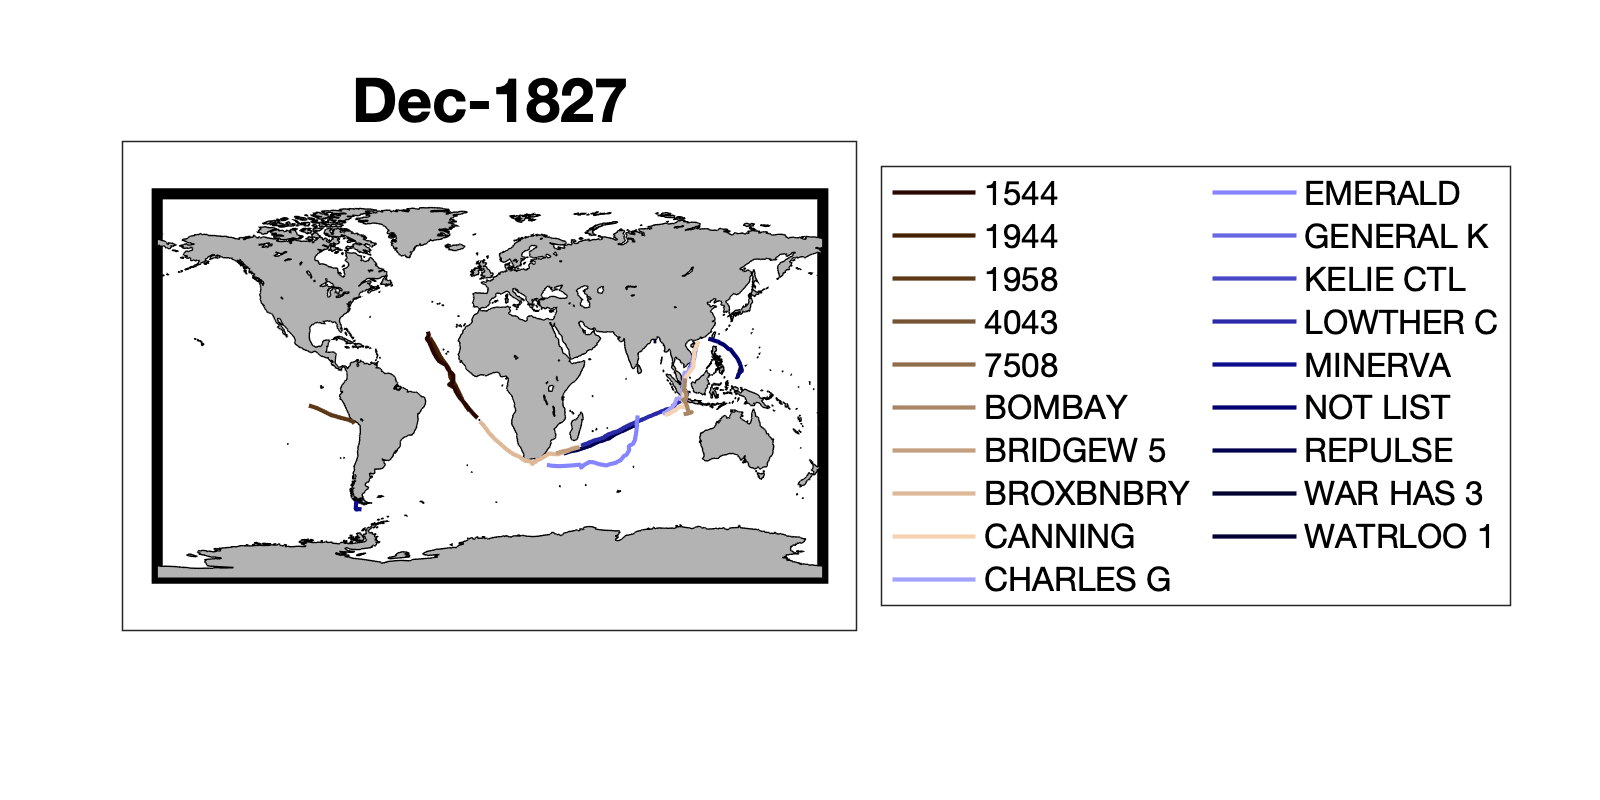 Dec-1827
1544
1944
1958
4043
7508
BOMBAY
BRIDGEW 5
BROXBNBRY
CANNING
CHARLES G
EMERALD
GENERAL K
KELIE CTL
LOWTHER C
MINERVA
NOT LIST
REPULSE
WAR HAS 3
WATRLOO 1